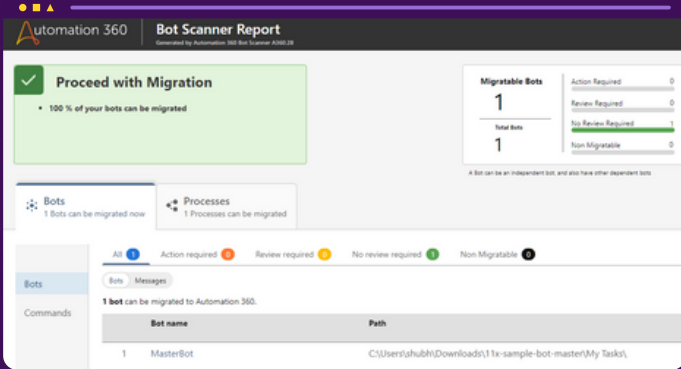 Automation 360
Bot Scanner Report
Generated by Automation 360 Bot Scanner A360.28
Proceed with Migration
100 % of your bots can be migrated
Migratable Bots
1
Total Bots
1
Action Required 0
Review Required 0
No Review Required 1
Non Migratable 0
A Bot can be an independent bot, and also have other dependent bots
Bots
1 Bots can be migrated now
Processes
1 Processes can be migrated
All 1 Action required 0 Review required 0 No review required 1 Non Migratable 0
Bots
Commands
Bots Messages
1 bot can be migrated to Automation 360.
Bot name Path
1 MasterBot C:\Users\shubh\Downloads\11x-sample-bot-master\My Tasks\